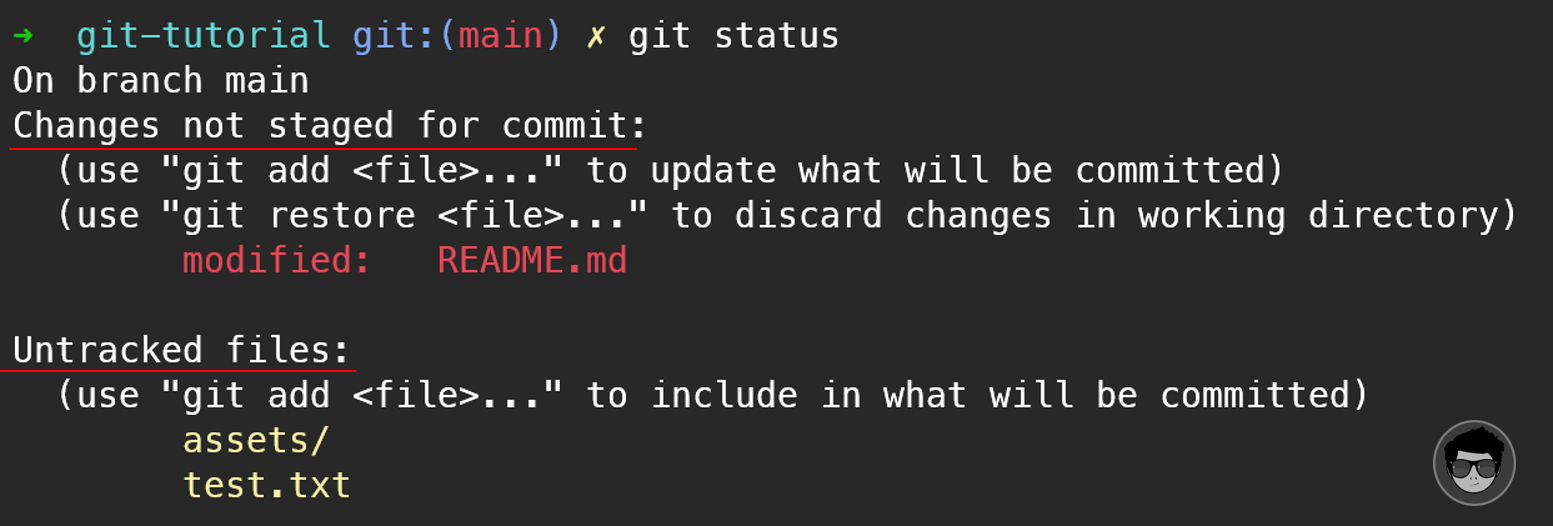 ➜  git-tutorial git:(main) ✗ git status
On branch main
Changes not staged for commit:
  (use "git add <file>..." to update what will be committed)
  (use "git restore <file>..." to discard changes in working directory)
        modified:   README.md

Untracked files:
  (use "git add <file>..." to include in what will be committed)
        assets/
        test.txt